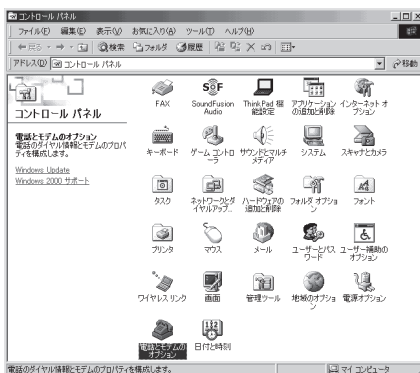 コントロール パネル
ファイル(F) 編集(E) 表示(V) お気に入り(A) ツール(T) ヘルプ(H)
戻る 検索 フォルダ 履歴
アドレス(D) コントロール パネル 移動
コントロール パネル
電話とモデムのオプション
電話のダイヤル情報とモデムのプロパティを構成します。
Windows Update
Windows 2000 サポート
FAX
SoundFusion Audio
ThinkPad 機能設定
アプリケーションの追加と削除
インターネット オプション
キーボード
ゲーム コントローラ
サウンドとマルチメディア
システム
スキャナとカメラ
タスク
ネットワークとダイヤルアップ...
ハードウェアの追加と削除
フォルダ オプション
フォント
プリンタ
マウス
メール
ユーザーとパスワード
ユーザー補助のオプション
ワイヤレス リンク
画面
管理ツール
地域のオプション
電源オプション
電話とモデムのオプション
日付と時刻
電話のダイヤル情報とモデムのプロパティを構成します。 マイ コンピュータ